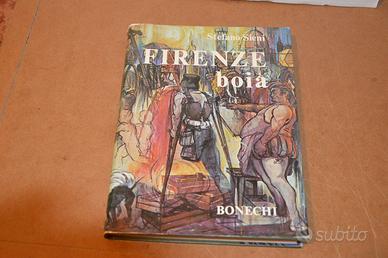 Stefano Sieni
FIRENZE
boia
BONECHI
subito